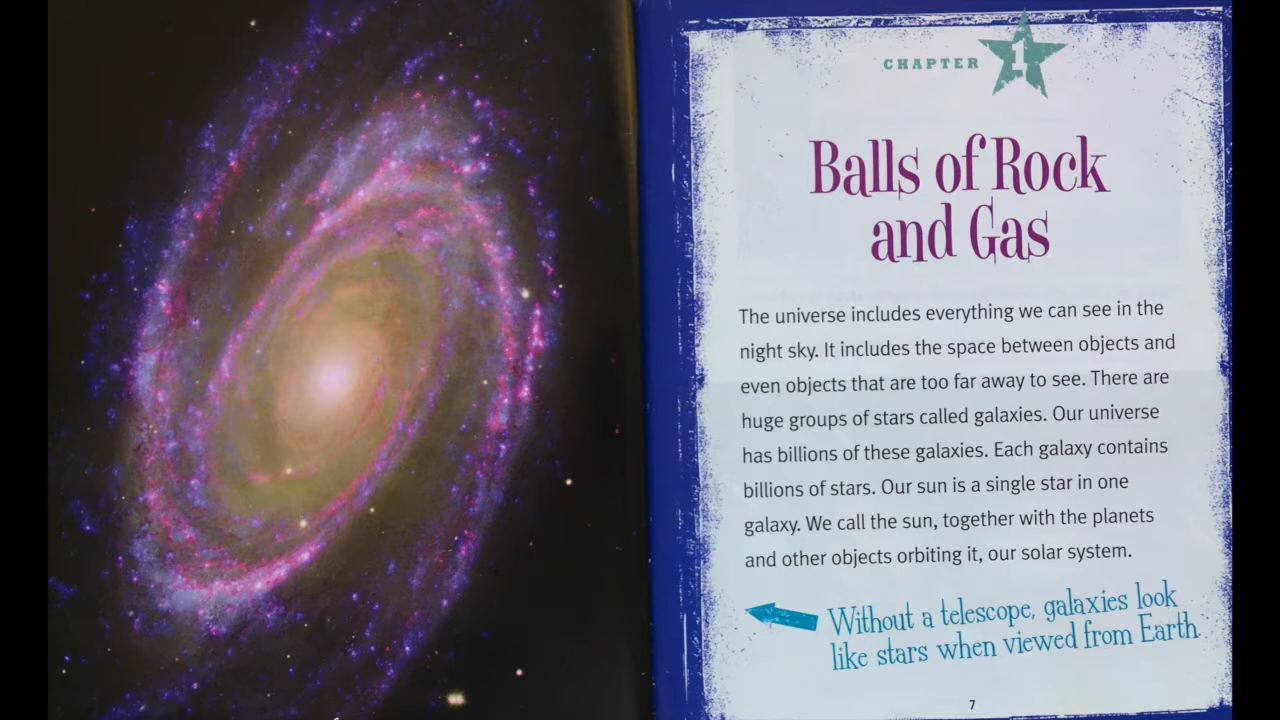 CHAPTER 1
Balls of Rock
and Gas
The universe includes everything we can see in the
night sky. It includes the space between objects and
even objects that are too far away to see. There are
huge groups of stars called galaxies. Our universe
has billions of these galaxies. Each galaxy contains
billions of stars. Our sun is a single star in one
galaxy. We call the sun, together with the planets
and other objects orbiting it, our solar system.
Without a telescope, galaxies look
like stars when viewed from Earth.
7